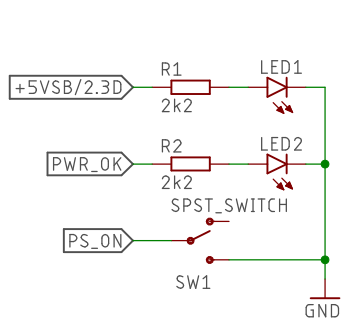 R1
LED1
+5VSB/2.3D
2k2
R2
LED2
PWR_OK
2k2
SPST_SWITCH
PS_ON
SW1
GND